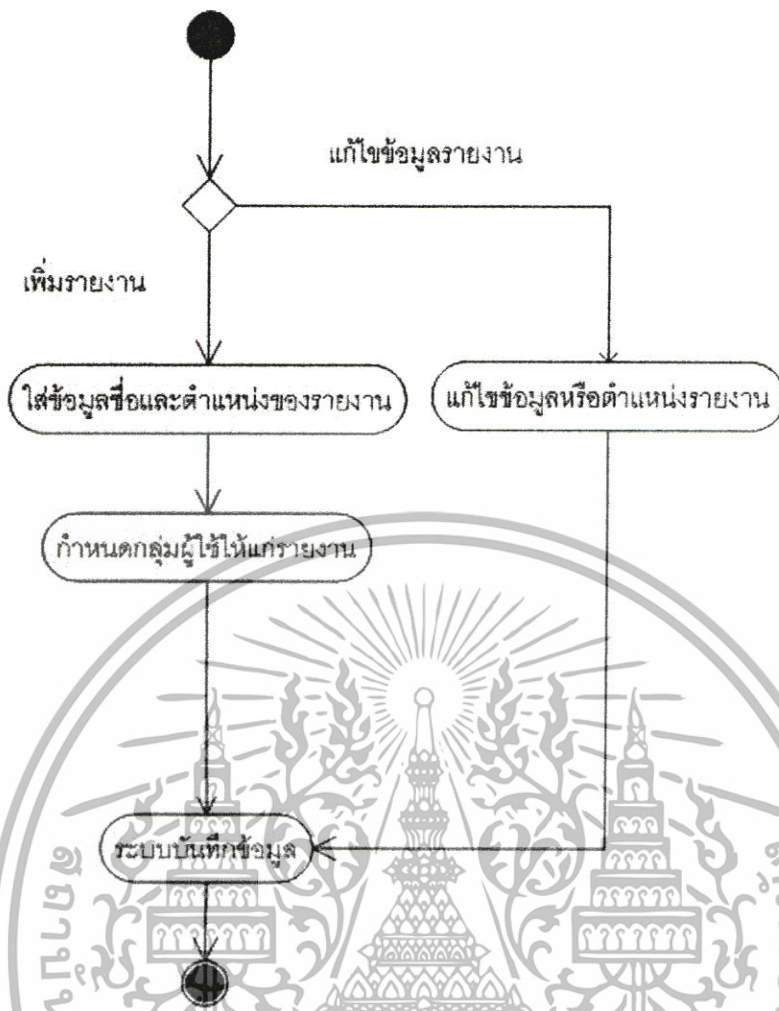 แก้ไขข้อมูลรายงาน
เพิ่มรายงาน
ใส่ข้อมูลชื่อและตำแหน่งของรายงาน
แก้ไขข้อมูลหรือตำแหน่งรายงาน
กำหนดกลุ่มผู้ใช้ให้แก่รายงาน
ระบบบันทึกข้อมูล